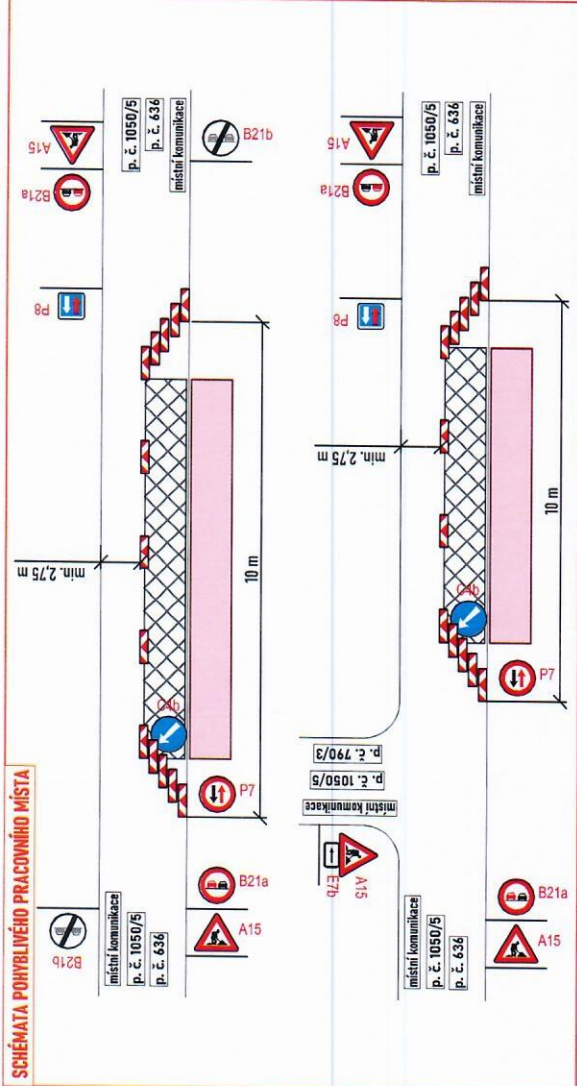 SCHÉMATA POHYBLIVÉHO PRACOVNÍHO MÍSTA
B21b
místní komunikace
p. č. 1050/5
p. č. 636
A15
B21a
P7
C4b
10 m
min. 2,75 m
P8
B21a
A15
p. č. 1050/5
p. č. 636
místní komunikace
B21b
místní komunikace
p. č. 1050/5
p. č. 636
A15
B21a
E7b
A15
místní komunikace
p. č. 1050/5
p. č. 790/3
P7
C4b
10 m
min. 2,75 m
P8
B21a
A15
p. č. 1050/5
p. č. 636
místní komunikace